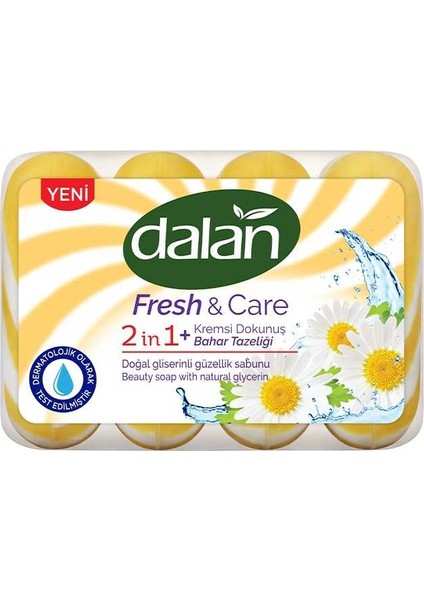 YENİ
dalan
Fresh & Care
2 in 1+ Kremsi Dokunuş
Bahar Tazeliği
Doğal gliserinli güzellik sabunu
Beauty soap with natural glycerin
DERMATOLOJİK OLARAK
TEST EDİLMİŞTİR